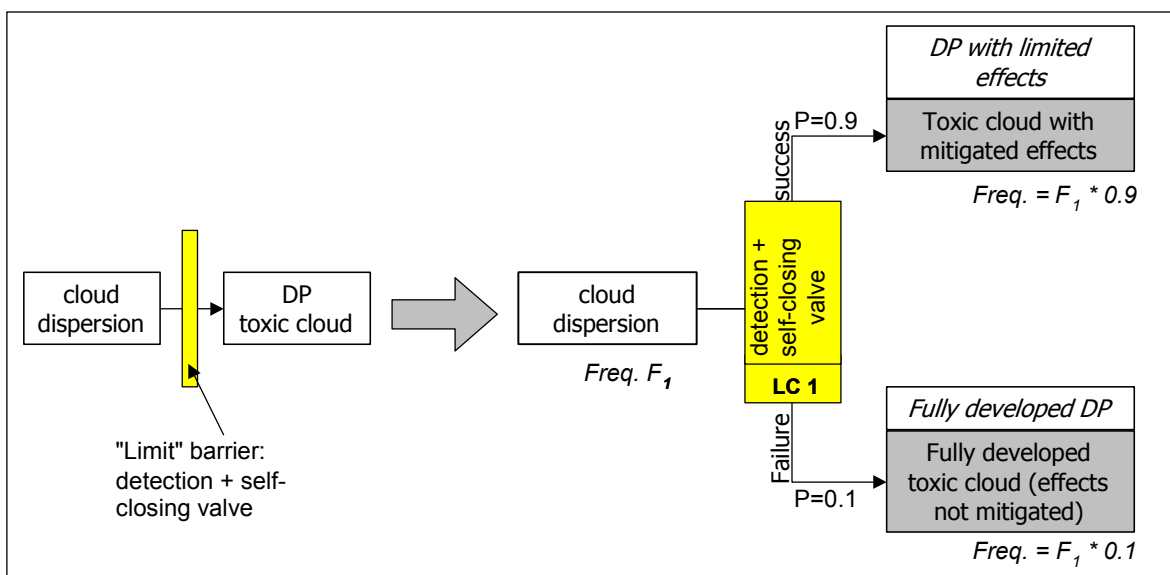 cloud
dispersion
DP
toxic cloud
"Limit" barrier:
detection + self-
closing valve
cloud
dispersion
Freq. F1
detection +
self-closing
valve
LC 1
success
P=0.9
DP with limited
effects
Toxic cloud with
mitigated effects
Freq. = F1 * 0.9
Failure
P=0.1
Fully developed DP
Fully developed
toxic cloud (effects
not mitigated)
Freq. = F1 * 0.1